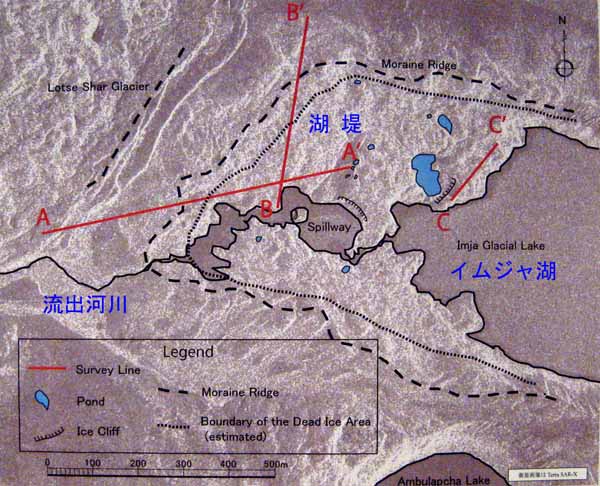 B'
N
Moraine Ridge
Lotse Shar Glacier
湖 堤
C'
A'
A
B
C
Spillway
Imja Glacial Lake
イムジャ湖
流出河川
Legend
Survey Line
Moraine Ridge
Pond
Boundary of the Dead Ice Area
(estimated)
Ice Cliff
0 100 200 300 400 500m
Ambulapcha Lake